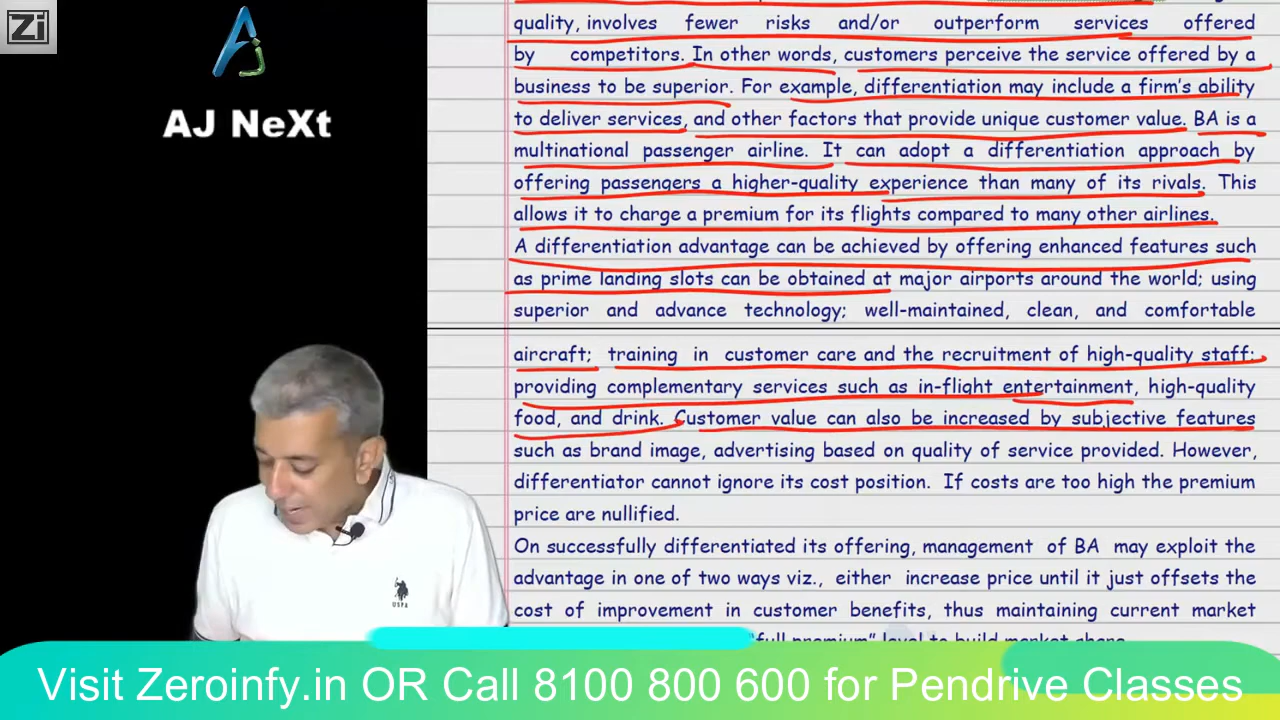 Zi
AJ NeXt
quality, involves fewer risks and/or outperform services offered
by competitors. In other words, customers perceive the service offered by a
business to be superior. For example, differentiation may include a firm's ability
to deliver services, and other factors that provide unique customer value. BA is a
multinational passenger airline. It can adopt a differentiation approach by
offering passengers a higher-quality experience than many of its rivals. This
allows it to charge a premium for its flights compared to many other airlines.
A differentiation advantage can be achieved by offering enhanced features such
as prime landing slots can be obtained at major airports around the world; using
superior and advance technology; well-maintained, clean, and comfortable
aircraft; training in customer care and the recruitment of high-quality staff;
providing complementary services such as in-flight entertainment, high-quality
food, and drink. Customer value can also be increased by subjective features
such as brand image, advertising based on quality of service provided. However,
differentiator cannot ignore its cost position. If costs are too high the premium
price are nullified.
On successfully differentiated its offering, management of BA may exploit the
advantage in one of two ways viz., either increase price until it just offsets the
cost of improvement in customer benefits, thus maintaining current market
"full premium" level to build market share
USPA
Visit Zeroinfy.in OR Call 8100 800 600 for Pendrive Classes